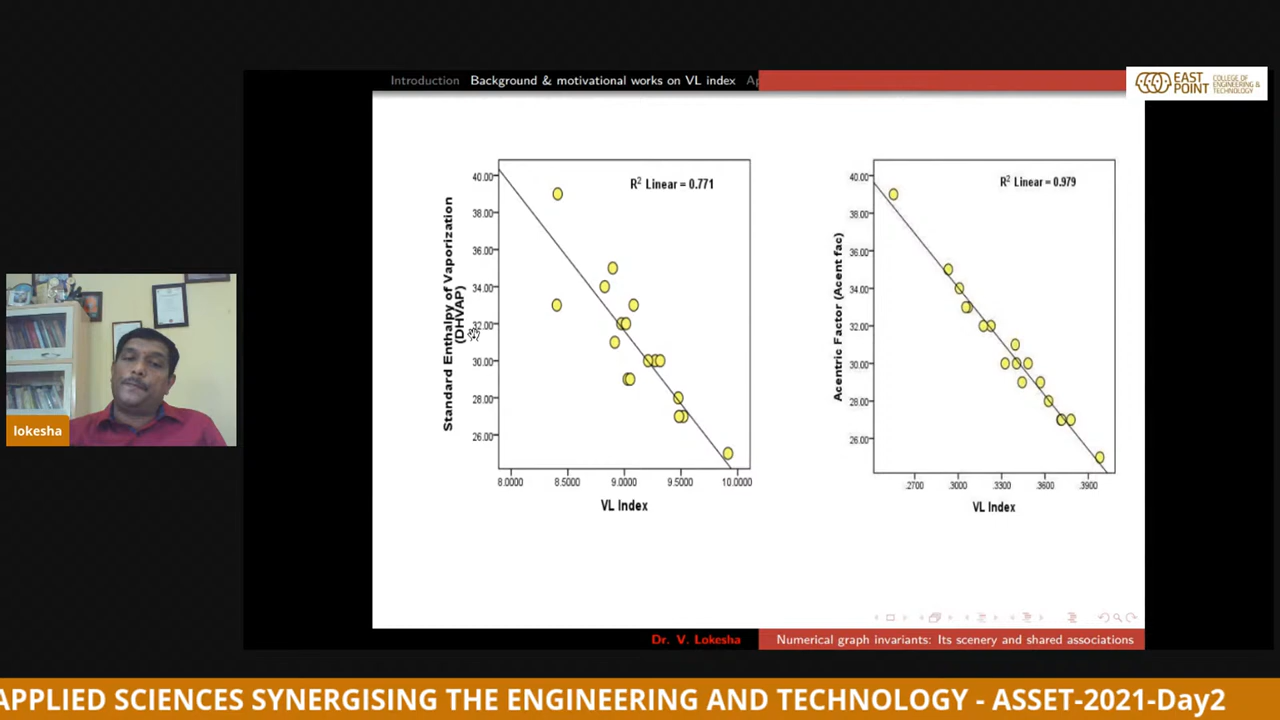 Introduction Background & motivational works on VL index
EAST
POINT
COLLEGE OF
ENGINEERING &
TECHNOLOGY
R2 Linear = 0.771
Standard Enthalpy of Vaporization
(DHVAP)
40.00
38.00
36.00
34.00
32.00
30.00
28.00
26.00
8.0000 8.5000 9.0000 9.5000 10.0000
VL Index
R2 Linear = 0.979
Acentric Factor (Acent fac)
40.00
38.00
36.00
34.00
32.00
30.00
28.00
26.00
.2700 .3000 .3300 .3600 .3900
VL Index
lokesha
Dr. V. Lokesha Numerical graph invariants: Its scenery and shared associations
APPLIED SCIENCES SYNERGISING THE ENGINEERING AND TECHNOLOGY - ASSET-2021-Day2